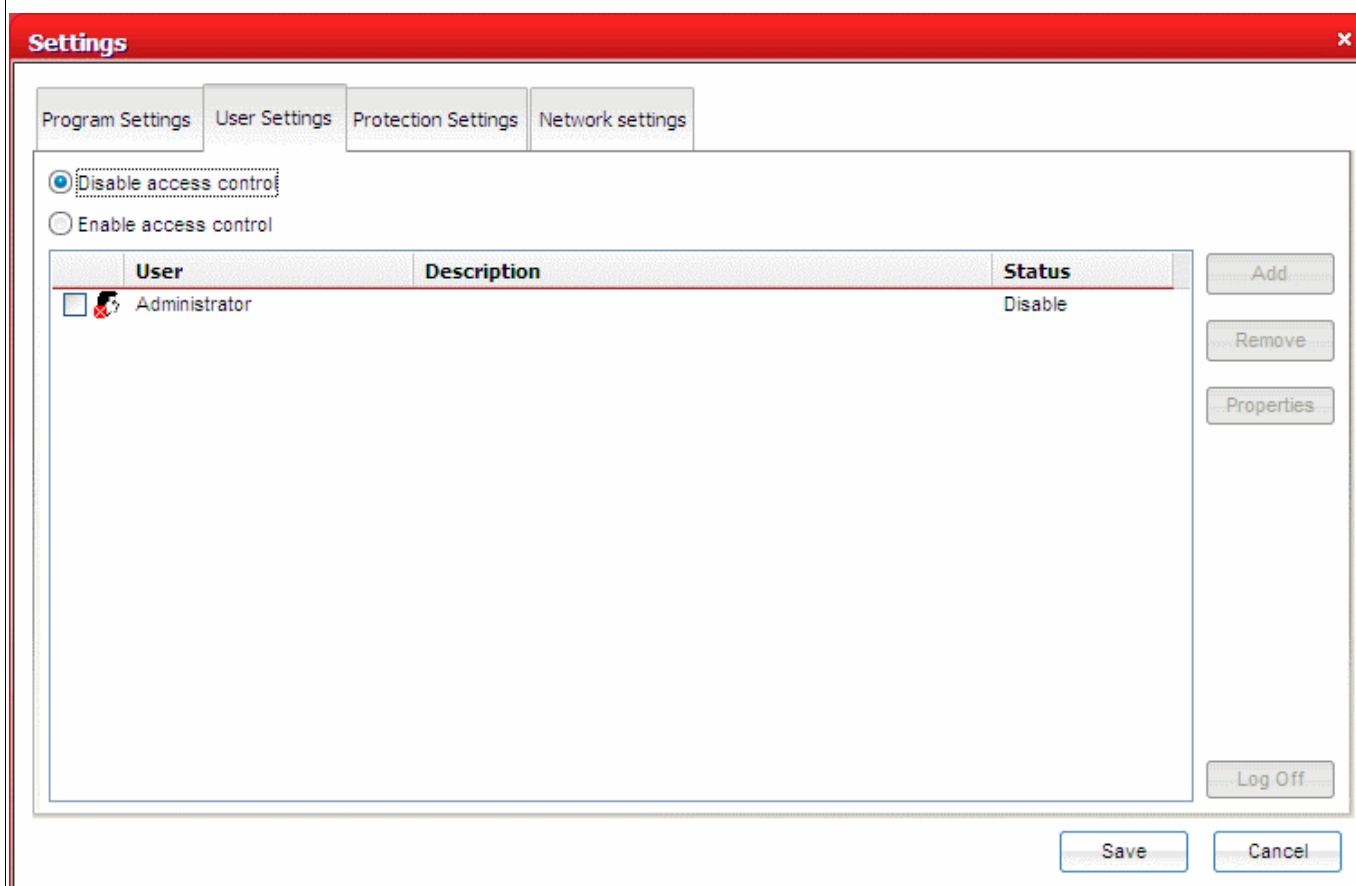 Settings
Program Settings User Settings Protection Settings Network settings
Disable access control
Enable access control
User Description Status
Administrator Disable
Add
Remove
Properties
Log Off
Save Cancel